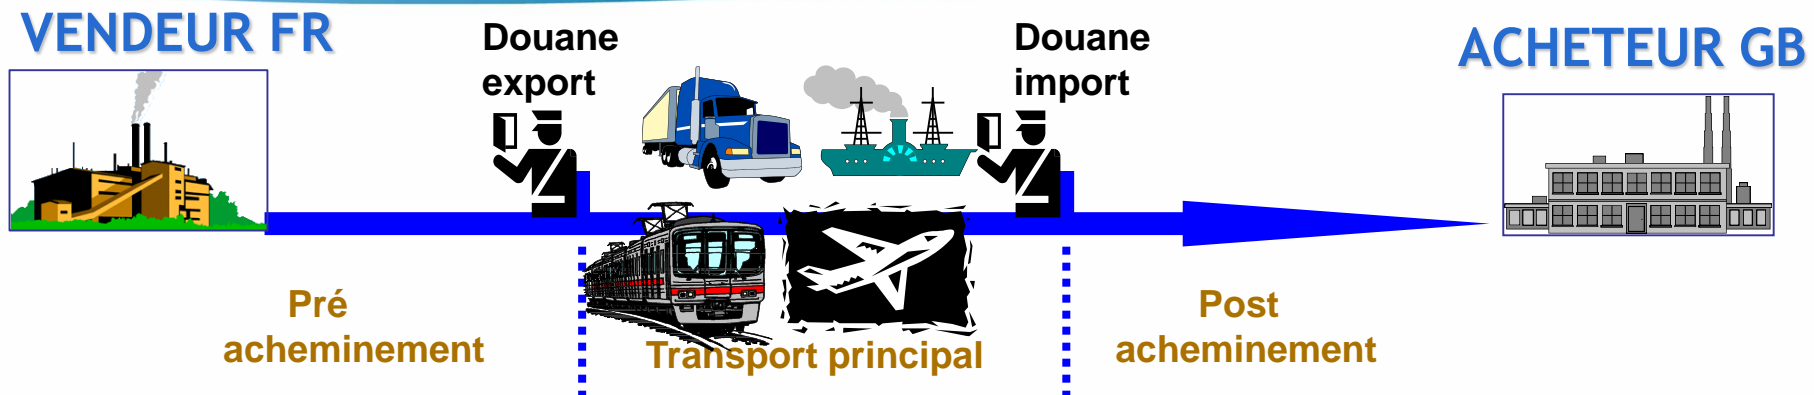 VENDEUR FR
Douane
export
Douane
import
ACHETEUR GB
Pré
acheminement
Transport principal
Post
acheminement